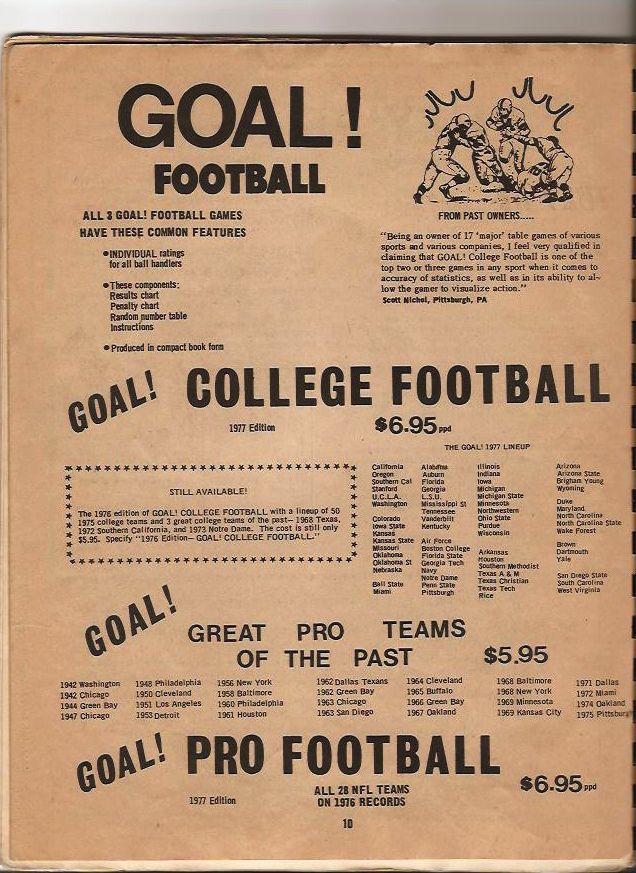 GOAL!
FOOTBALL
ALL 3 GOAL! FOOTBALL GAMES
HAVE THESE COMMON FEATURES
•INDIVIDUAL ratings
for all ball handlers
•These components:
Results chart
Penalty chart
Random number table
Instructions
•Produced in compact book form
FROM PAST OWNERS.....
"Being an owner of 17 'major' table games of various
sports and various companies, I feel very qualified in
claiming that GOAL! College Football is one of the
top two or three games in any sport when it comes to
accuracy of statistics, as well as in its ability to al-
low the gamer to visualize action."
Scott Nichol, Pittsburgh, PA
GOAL! COLLEGE FOOTBALL
1977 Edition
$6.95 ppd
STILL AVAILABLE!
The 1976 edition of GOAL! COLLEGE FOOTBALL with a lineup of 50
1975 college teams and 3 great college teams of the past— 1968 Texas,
1972 Southern California, and 1973 Notre Dame. The cost is still only
$5.95. Specify "1976 Edition— GOAL! COLLEGE FOOTBALL."
THE GOAL! 1977 LINEUP
California
Oregon
Southern Cal
Stanford
U.C.L.A.
Washington
Colorado
Iowa State
Kansas
Kansas State
Missouri
Oklahoma
Oklahoma St
Nebraska
Ball State
Miami
Alabama
Auburn
Florida
Georgia
L.S.U.
Mississippi St
Tennessee
Vanderbilt
Kentucky
Air Force
Boston College
Florida State
Georgia Tech
Navy
Notre Dame
Penn State
Pittsburgh
Illinois
Indiana
Iowa
Michigan
Michigan State
Minnesota
Northwestern
Ohio State
Purdue
Wisconsin
Arkansas
Houston
Southern Methodist
Texas A & M
Texas Christian
Texas Tech
Rice
Arizona
Arizona State
Brigham Young
Wyoming
Duke
Maryland
North Carolina
North Carolina State
Wake Forest
Brown
Dartmouth
Yale
San Diego State
South Carolina
West Virginia
GOAL!
GREAT PRO TEAMS
OF THE PAST
$5.95
1942 Washington
1942 Chicago
1944 Green Bay
1947 Chicago
1948 Philadelphia
1950 Cleveland
1951 Los Angeles
1953 Detroit
1956 New York
1958 Baltimore
1960 Philadelphia
1961 Houston
1962 Dallas Texans
1962 Green Bay
1963 Chicago
1963 San Diego
1964 Cleveland
1965 Buffalo
1966 Green Bay
1967 Oakland
1968 Baltimore
1968 New York
1969 Minnesota
1969 Kansas City
1971 Dallas
1972 Miami
1974 Oakland
1975 Pittsburg
GOAL! PRO FOOTBALL
1977 Edition
ALL 28 NFL TEAMS
ON 1976 RECORDS
$6.95 ppd
10